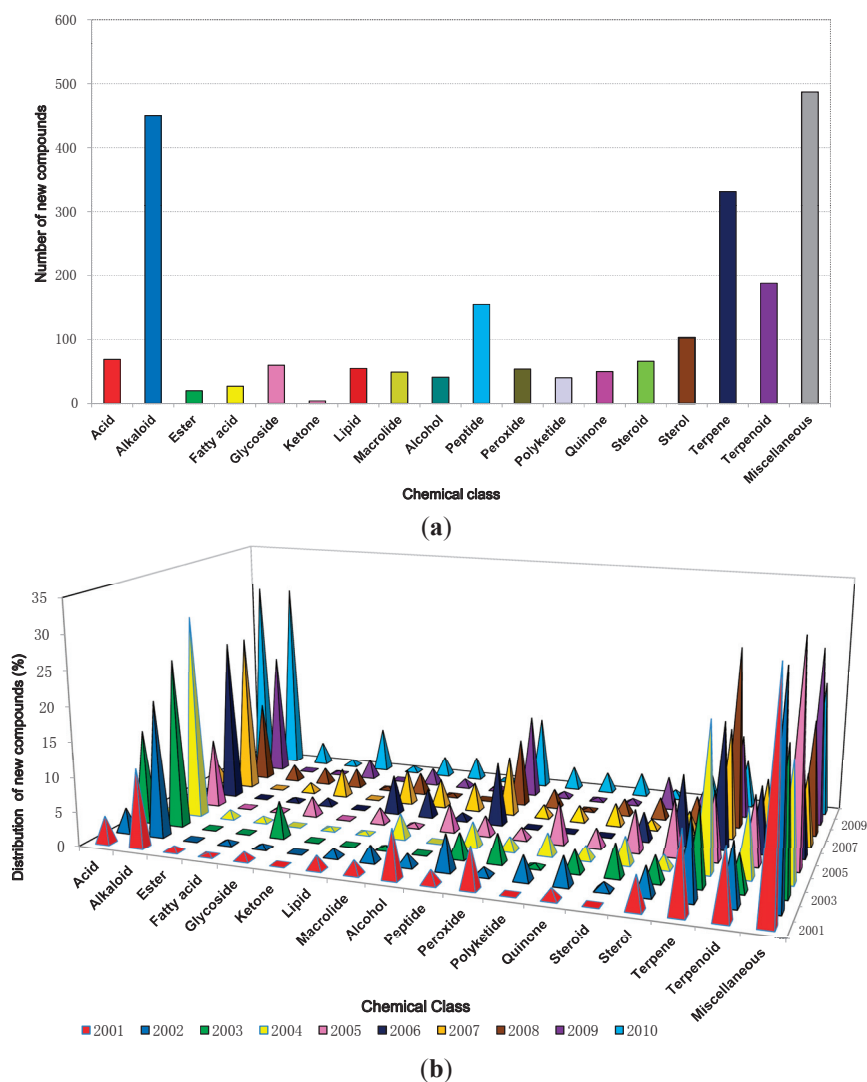 600
500
400
300
200
100
0
Number of new compounds
Acid
Alkaloid
Ester
Fatty acid
Glycoside
Ketone
Lipid
Macrolide
Alcohol
Peptide
Peroxide
Polyketide
Quinone
Steroid
Sterol
Terpene
Terpenoid
Miscellaneous
Chemical class
(a)
35
30
25
20
15
10
5
0
Distribution of new compounds (%)
Acid
Alkaloid
Ester
Fatty acid
Glycoside
Ketone
Lipid
Macrolide
Alcohol
Peptide
Peroxide
Polyketide
Quinone
Steroid
Sterol
Terpene
Terpenoid
Miscellaneous
2009
2007
2005
2003
2001
Chemical Class
2001 2002 2003 2004 2005 2006 2007 2008 2009 2010
(b)